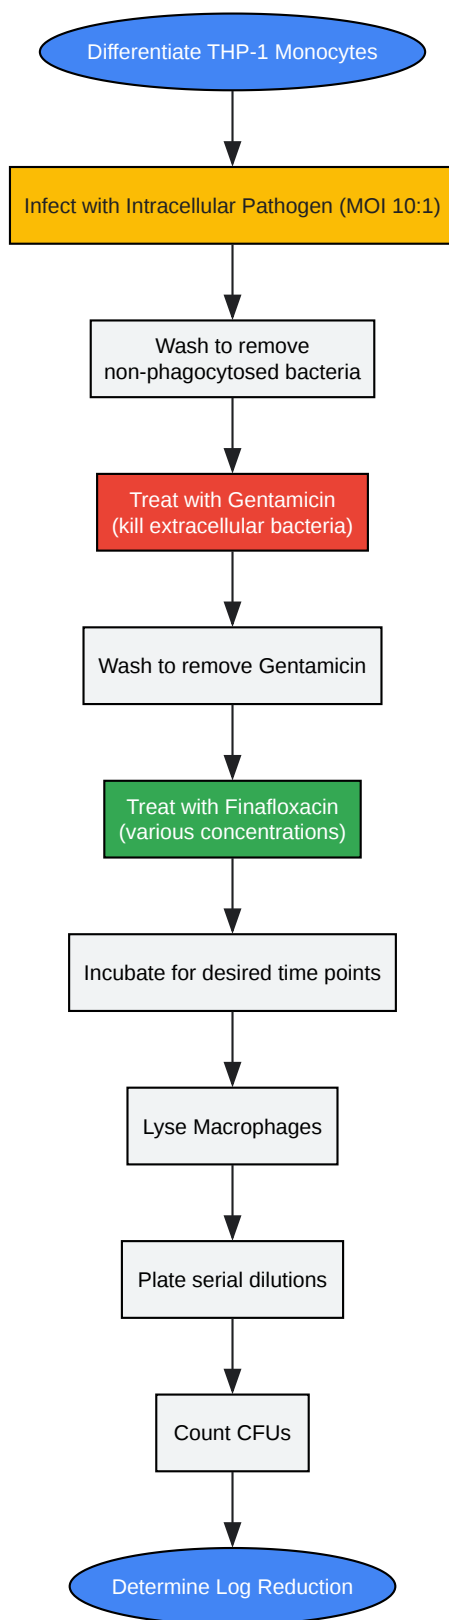 Differentiate THP-1 Monocytes
Infect with Intracellular Pathogen (MOI 10:1)
Wash to remove
non-phagocytosed bacteria
Treat with Gentamicin
(kill extracellular bacteria)
Wash to remove Gentamicin
Treat with Finafloxacin
(various concentrations)
Incubate for desired time points
Lyse Macrophages
Plate serial dilutions
Count CFUs
Determine Log Reduction